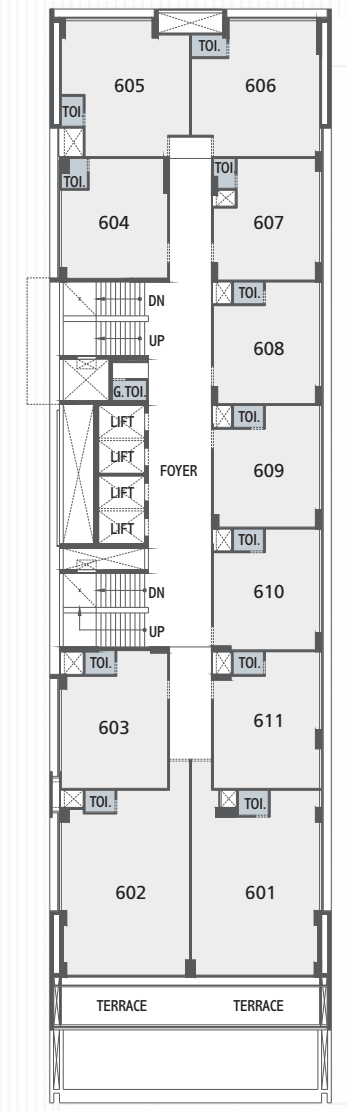 TOI.
605
606
TOI.
TOI.
TOI.
604
607
DN
TOI.
UP
608
G.TOI.
LIFT
TOI.
LIFT
FOYER
609
LIFT
LIFT
TOI.
DN
610
UP
TOI.
TOI.
603
611
TOI.
TOI.
602
601
TERRACE
TERRACE